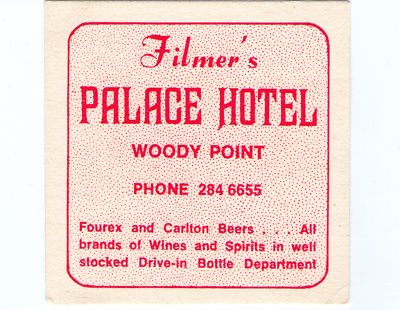 Filmer's
PALACE HOTEL
WOODY POINT
PHONE 284 6655
Fourex and Carlton Beers . . . All
brands of Wines and Spirits in well
stocked Drive-in Bottle Department